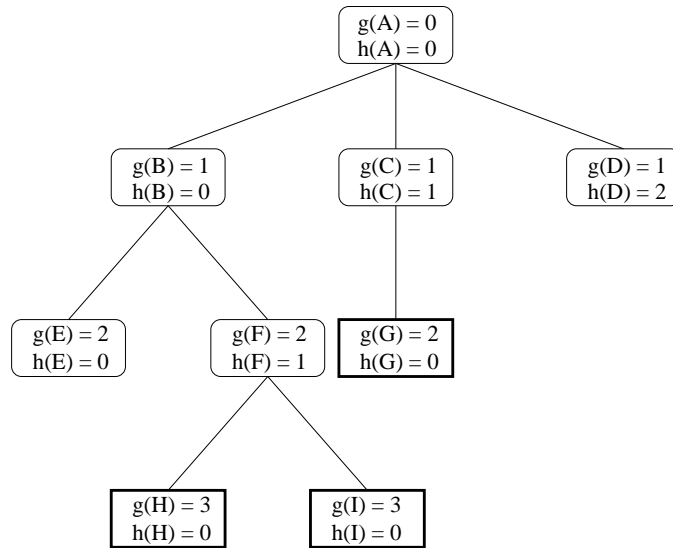 g(A) = 0
h(A) = 0
g(B) = 1
h(B) = 0
g(C) = 1
h(C) = 1
g(D) = 1
h(D) = 2
g(E) = 2
h(E) = 0
g(F) = 2
h(F) = 1
g(G) = 2
h(G) = 0
g(H) = 3
h(H) = 0
g(I) = 3
h(I) = 0